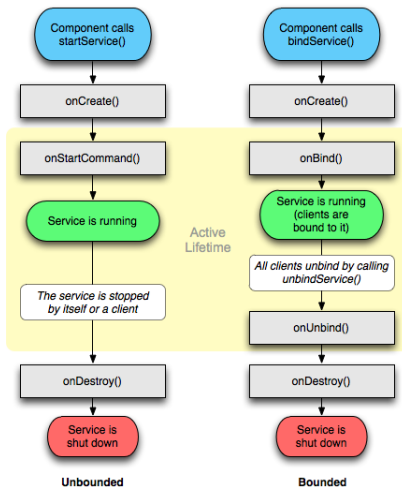 Component calls
startService()
onCreate()
onStartCommand()
Service is running
The service is stopped
by itself or a client
onDestroy()
Service is
shut down
Unbounded
Active
Lifetime
Component calls
bindService()
onCreate()
onBind()
Service is running
(clients are
bound to it)
All clients unbind by calling
unbindService()
onUnbind()
onDestroy()
Service is
shut down
Bounded